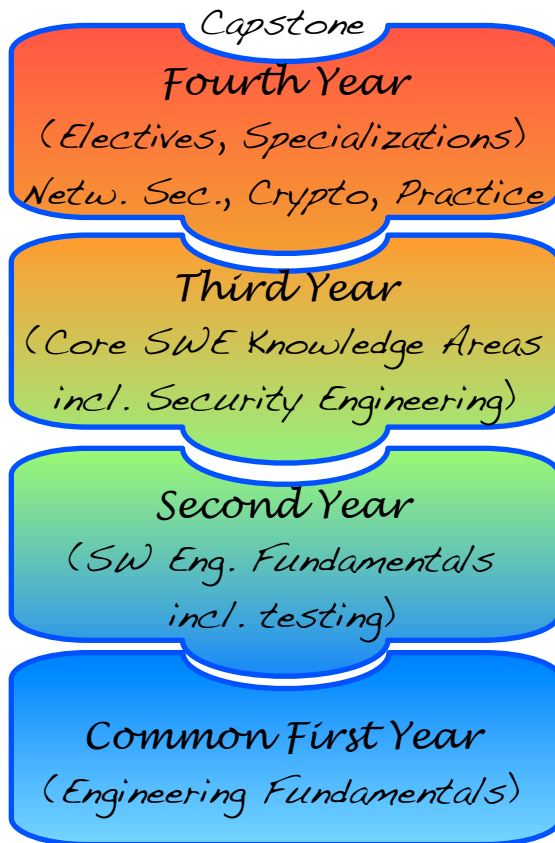 Capstone
Fourth Year
(Electives, Specializations)
Netw. Sec., Crypto, Practice
Third Year
(Core SWE Knowledge Areas
incl. Security Engineering)
Second Year
(SW Eng. Fundamentals
incl. testing)
Common First Year
(Engineering Fundamentals)